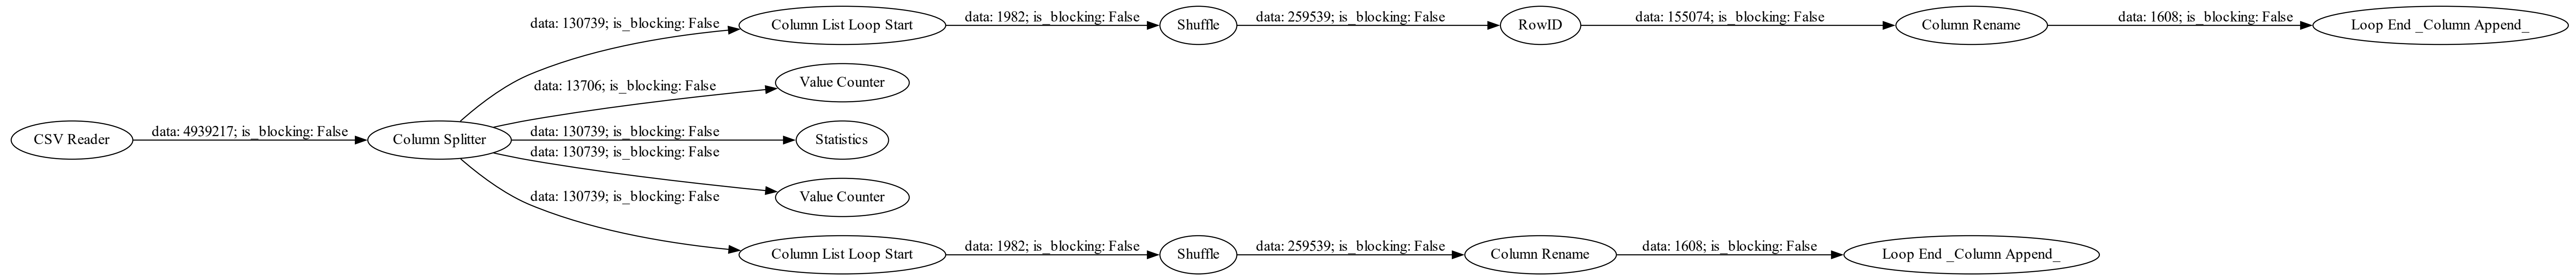 data: 130739; is_blocking: False
Column List Loop Start
data: 1982; is_blocking: False
Shuffle
data: 259539; is_blocking: False
RowID
data: 155074; is_blocking: False
Column Rename
data: 1608; is_blocking: False
Loop End _Column Append_
data: 13706; is_blocking: False
Value Counter
CSV Reader
data: 4939217; is_blocking: False
Column Splitter
data: 130739; is_blocking: False
Statistics
data: 130739; is_blocking: False
Value Counter
data: 130739; is_blocking: False
Column List Loop Start
data: 1982; is_blocking: False
Shuffle
data: 259539; is_blocking: False
Column Rename
data: 1608; is_blocking: False
Loop End _Column Append_